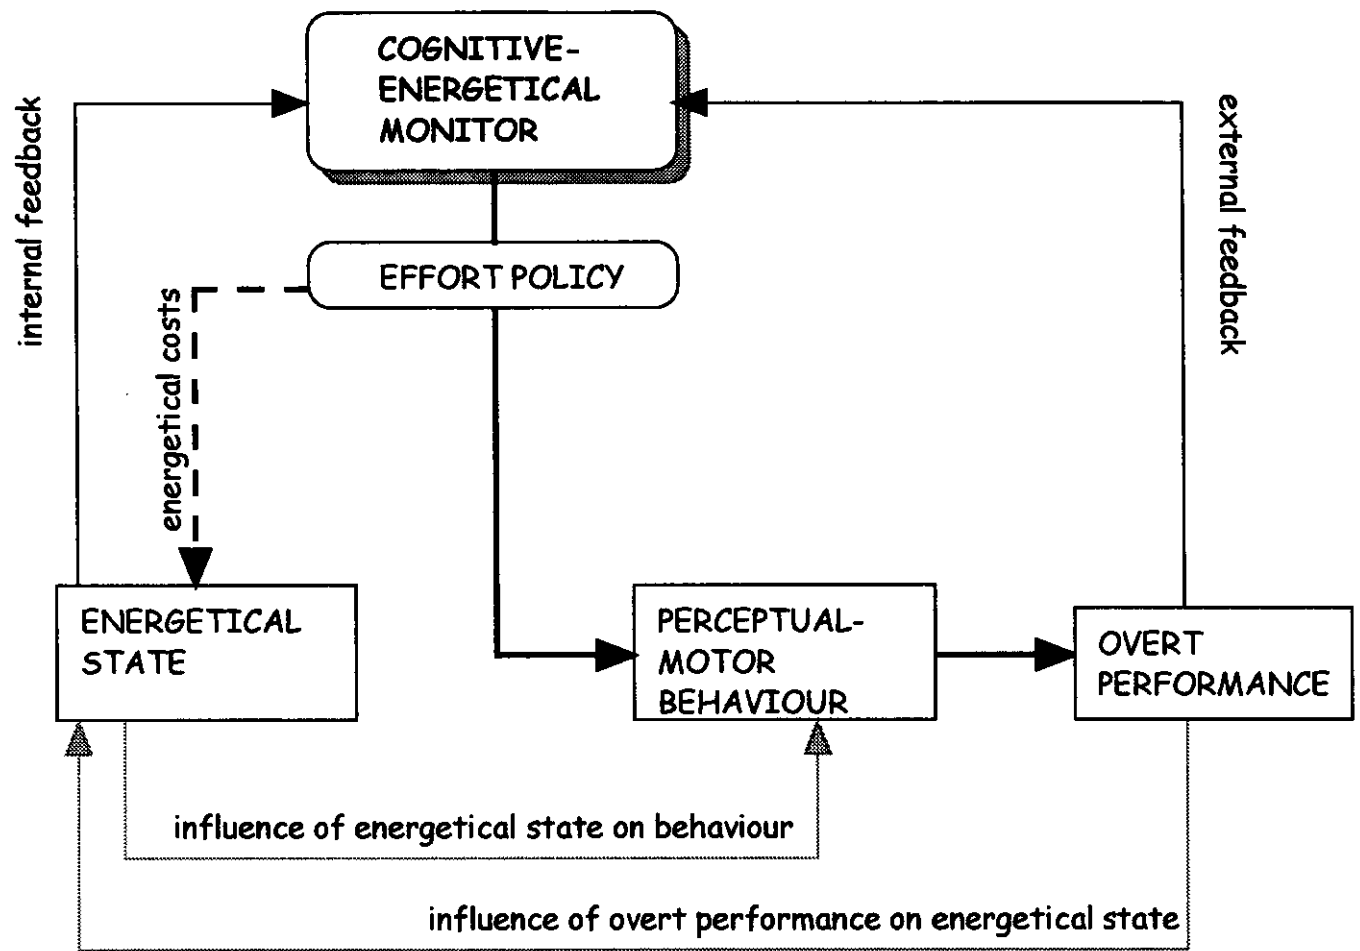 COGNITIVE-
ENERGETICAL
MONITOR
internal feedback
external feedback
EFFORT POLICY
energetical costs
ENERGETICAL
STATE
PERCEPTUAL-
MOTOR
BEHAVIOUR
OVERT
PERFORMANCE
influence of energetical state on behaviour
influence of overt performance on energetical state